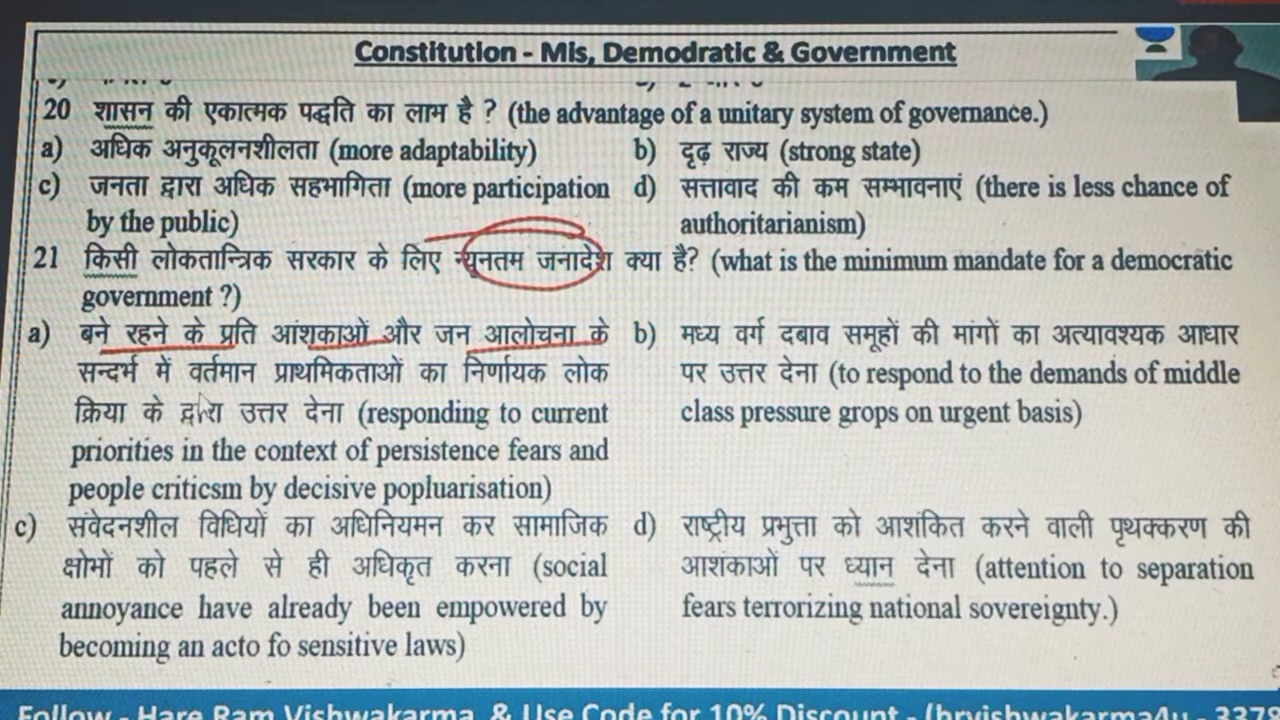 Constitution - Mis, Demodratic & Government
20 शासन की एकात्मक पद्धति का लाभ है ? (the advantage of a unitary system of governance.)
a) अधिक अनुकूलनशीलता (more adaptability)
b) दृढ़ राज्य (strong state)
c) जनता द्वारा अधिक सहभागिता (more participation
by the public)
d) सत्तावाद की कम सम्भावनाएं (there is less chance of
authoritarianism)
21 किसी लोकतान्त्रिक सरकार के लिए न्यूनतम जनादेश क्या है? (what is the minimum mandate for a democratic
government ?)
a) बने रहने के प्रति आंशकाओं और जन आलोचना के
सन्दर्भ में वर्तमान प्राथमिकताओं का निर्णायक लोक
क्रिया के द्वारा उत्तर देना (responding to current
priorities in the context of persistence fears and
people criticsm by decisive popluarisation)
b) मध्य वर्ग दबाव समूहों की मांगों का अत्यावश्यक आधार
पर उत्तर देना (to respond to the demands of middle
class pressure grops on urgent basis)
c) संवेदनशील विधियों का अधिनियमन कर सामाजिक
क्षोभों को पहले से ही अधिकृत करना (social
annoyance have already been empowered by
becoming an acto fo sensitive laws)
d) राष्ट्रीय प्रभुत्ता को आशंकित करने वाली पृथक्करण की
आशंकाओं पर ध्यान देना (attention to separation
fears terrorizing national sovereignty.)
Follow - Hare Ram Vishwakarma & Use Code for 10% Discount - (hrvishwakarma4u - 3379